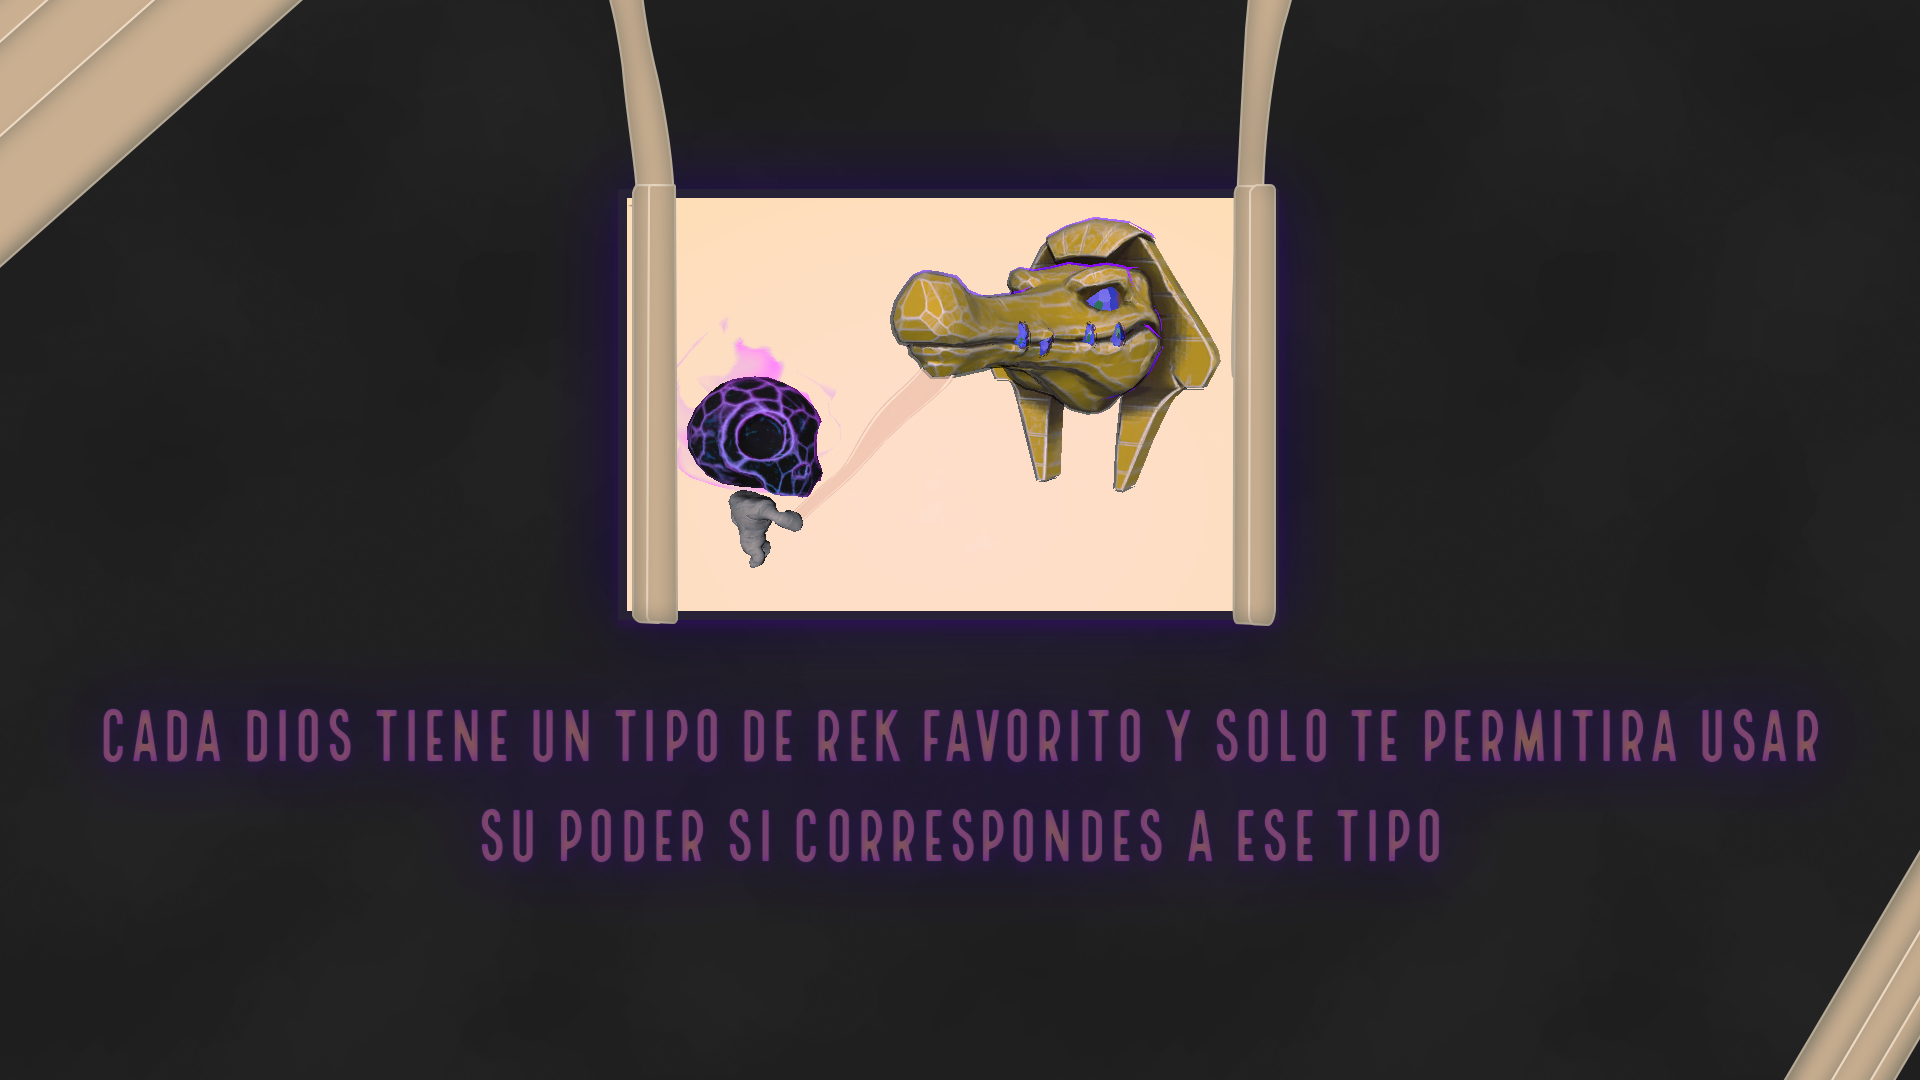 CADA DIOS TIENE UN TIPO DE REK FAVORITO Y SOLO TE PERMITIRA USAR
SU PODER SI CORRESPONDES A ESE TIPO